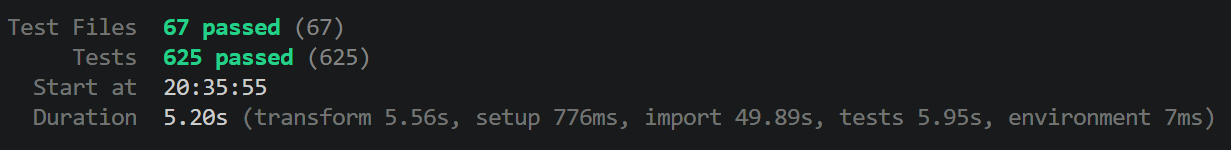 Test Files  67 passed (67)
Tests  625 passed (625)
Start at  20:35:55
Duration  5.20s (transform 5.56s, setup 776ms, import 49.89s, tests 5.95s, environment 7ms)